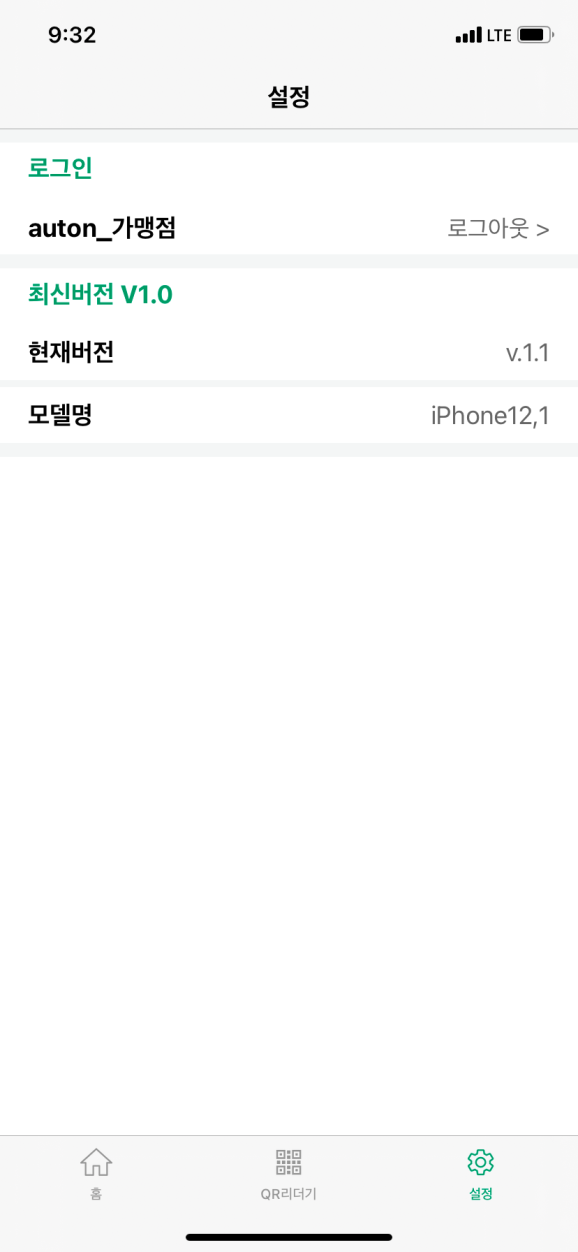 9:32
LTE
설정
로그인
auton_가맹점 로그아웃 >
최신버전 V1.0
현재버전 v.1.1
모델명 iPhone12,1
홈 QR리더기 설정